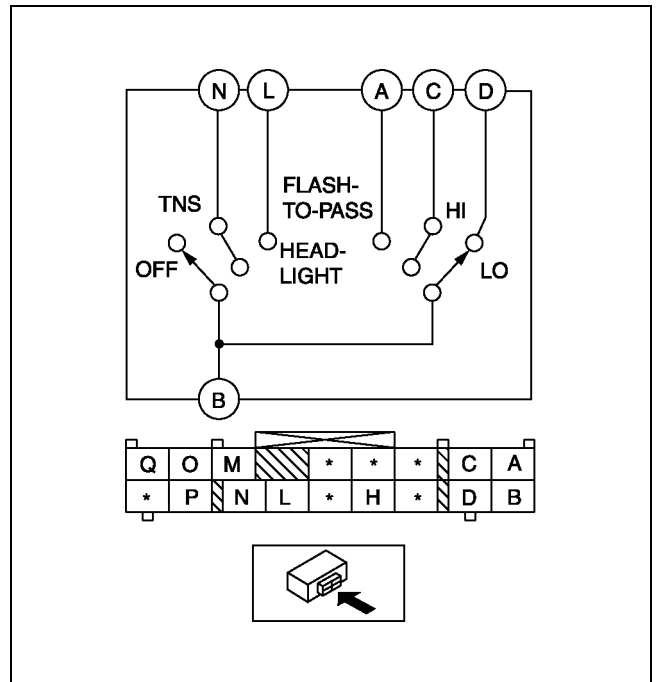 N L A C D
FLASH-
TO-PASS
TNS
HI
HEAD-
LIGHT
OFF
LO
B
Q O M * * * C A
* P N L * H * D B